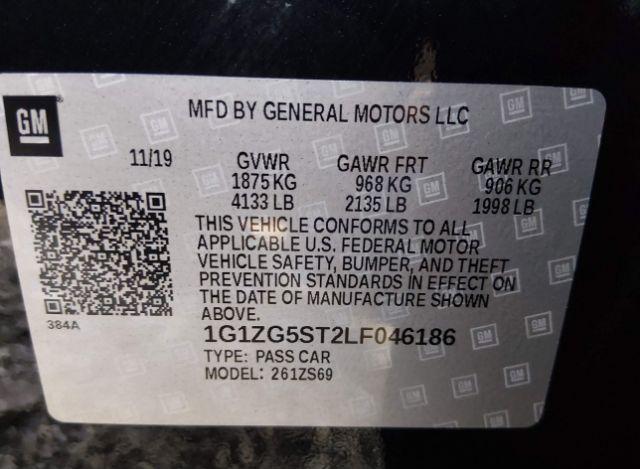 GM
MFD BY GENERAL MOTORS LLC
11/19 GVWR GAWR FRT GAWR RR
1875 KG 968 KG 906 KG
4133 LB 2135 LB 1998 LB
THIS VEHICLE CONFORMS TO ALL
APPLICABLE U.S. FEDERAL MOTOR
VEHICLE SAFETY, BUMPER, AND THEFT
PREVENTION STANDARDS IN EFFECT ON
THE DATE OF MANUFACTURE SHOWN
ABOVE.
384A
1G1ZG5ST2LF046186
TYPE: PASS CAR
MODEL: 261ZS69